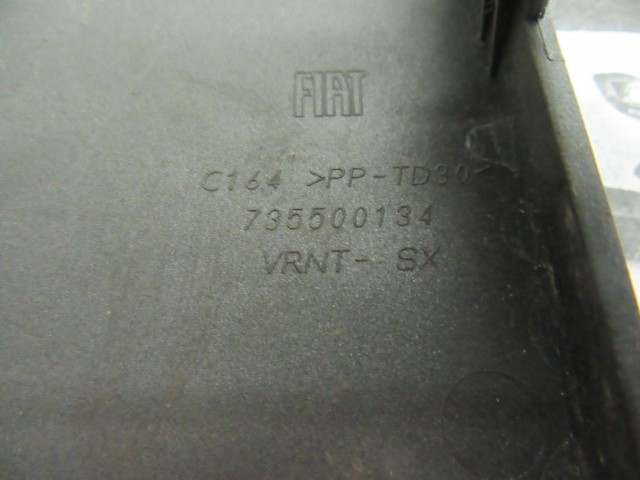 FIAT
C164 >PP-TD30<
735500134
VRNT- SX